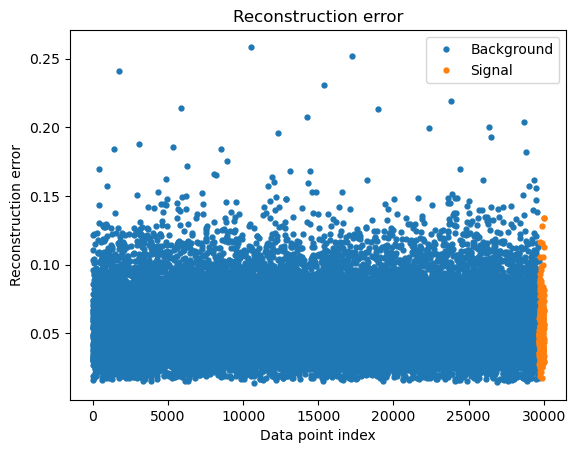 Reconstruction error
Background
Signal
Reconstruction error
0.25
0.20
0.15
0.10
0.05
0 5000 10000 15000 20000 25000 30000
Data point index